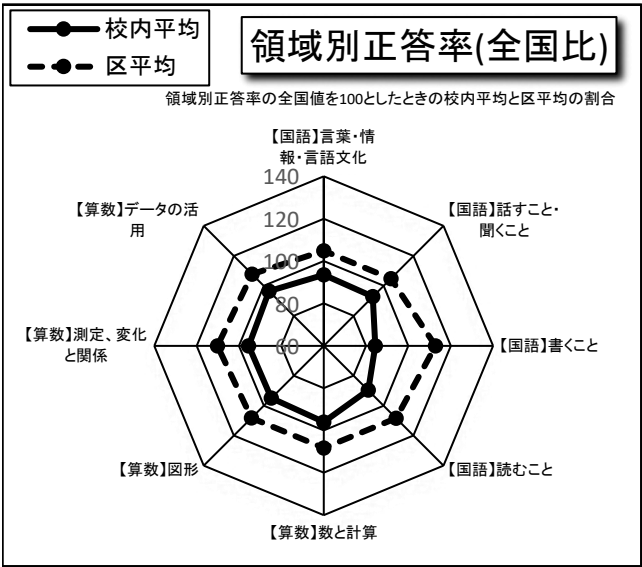 校内平均
区平均
領域別正答率(全国比)
領域別正答率の全国値を100としたときの校内平均と区平均の割合
【国語】言葉・情
報・言語文化
【国語】話すこと・
聞くこと
【国語】書くこと
【国語】読むこと
【算数】数と計算
【算数】図形
【算数】測定、変化
と関係
【算数】データの活
用
140
120
100
80
60